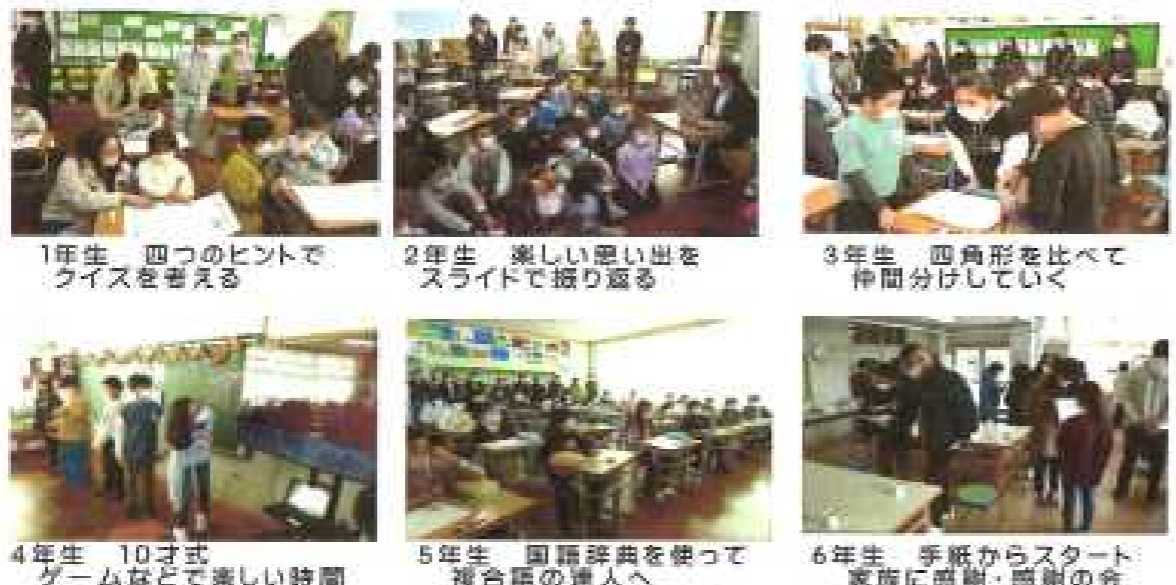 1年生　四つのヒントで
クイズを考える
2年生　楽しい思い出を
スライドで振り返る
3年生　四角形を比べて
仲間分けしていく
4年生　10才式
ゲームなどで楽しい時間
5年生　国語辞典を使って
複合語の達人へ
6年生　手紙からスタート
家族に感謝・感謝の会